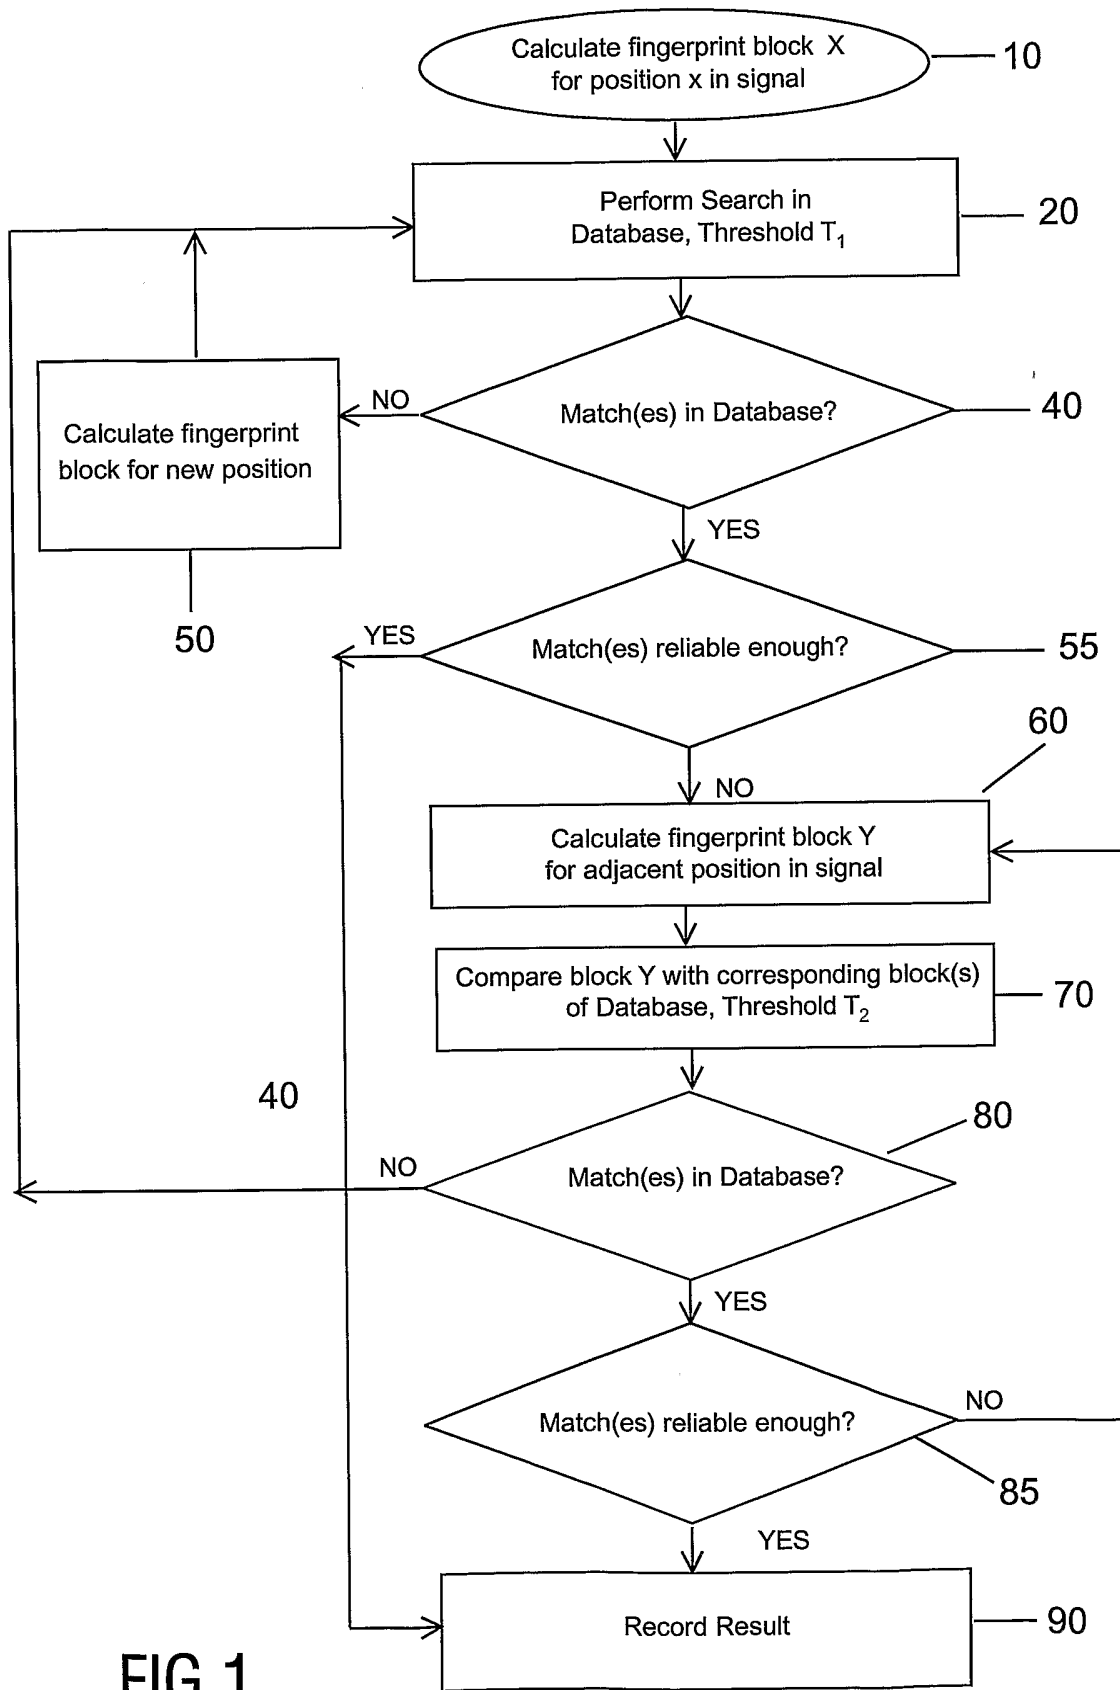 Calculate fingerprint block X
for position x in signal
10
Perform Search in
Database, Threshold T1
20
Match(es) in Database?
40
NO
Calculate fingerprint
block for new position
50
YES
Match(es) reliable enough?
55
YES
NO
60
Calculate fingerprint block Y
for adjacent position in signal
Compare block Y with corresponding block(s)
of Database, Threshold T2
70
40
80
Match(es) in Database?
NO
YES
Match(es) reliable enough?
NO
85
YES
Record Result
90
FIG.1